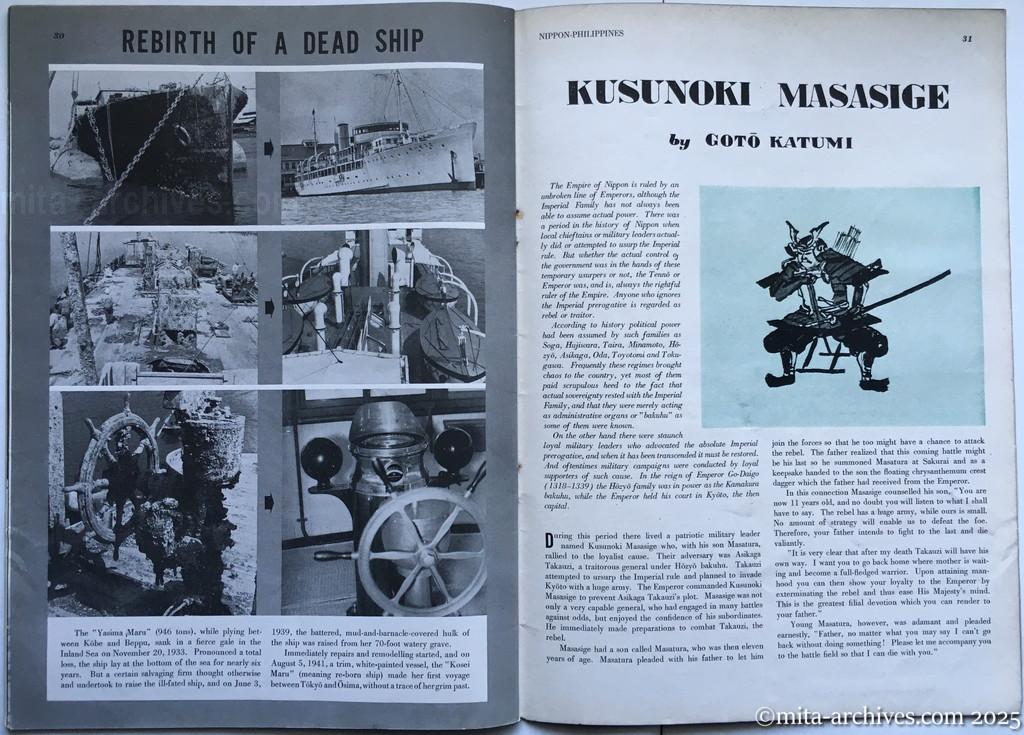 30
REBIRTH OF A DEAD SHIP
The "Yasima Maru" (946 tons), while plying bet-
ween Kôbe and Beppu, sank in a fierce gale in the
Inland Sea on November 20, 1933. Pronounced a total
loss, the ship lay at the bottom of the sea for nearly six
years. But a certain salvaging firm thought otherwise
and undertook to raise the ill-fated ship, and on June 3,
1939, the battered, mud-and-barnacle-covered hulk of
the ship was raised from her 70-foot watery grave.
Immediately repairs and remodelling started, and on
August 5, 1941, a trim, white-painted vessel, the "Kosei
Maru" (meaning re-born ship) made her first voyage
between Tôkyô and Ôsima, without a trace of her grim past.
NIPPON-PHILIPPINES
31
KUSUNOKI MASASIGE
by GOTŌ KATUMI
The Empire of Nippon is ruled by an
unbroken line of Emperors, although the
Imperial Family has not always been
able to assume actual power. There was
a period in the history of Nippon when
local chieftains or military leaders actual-
ly did or attempted to usurp the Imperial
rule. But whether the actual control of
the government was in the hands of these
temporary usurpers or not, the Tennô or
Emperor was, and is, always the rightful
ruler of the Empire. Anyone who ignores
the Imperial prerogative is regarded as
rebel or traitor.
According to history political power
had been assumed by such families as
Soga, Hujiwara, Taira, Minamoto, Hô-
zyô, Asikaga, Oda, Toyotomi and Toku-
gawa. Frequently these regimes brought
chaos to the country, yet most of them
paid scrupulous heed to the fact that
actual sovereignty rested with the Imperial
Family, and that they were merely acting
as administrative organs or "bakuhu" as
some of them were known.
On the other hand there were staunch
loyal military leaders who advocated the absolute Imperial
prerogative, and when it has been transcended it must be restored.
And oftentimes military campaigns were conducted by loyal
supporters of such cause. In the reign of Emperor Go-Daigo
(1318–1339) the Hôzyô family was in power as the Kamakura
bakuhu, while the Emperor held his court in Kyôto, the then
capital.
During this period there lived a patriotic military leader
named Kusunoki Masasige who, with his son Masatura,
rallied to the loyalist cause. Their adversary was Asikaga
Takauzi, a traitorous general under Hôzyô bakuhu. Takauzi
attempted to ursurp the Imperial rule and planned to invade
Kyôto with a huge army. The Emperor commanded Kusunoki
Masasige to prevent Asikaga Takauzi's plot. Masasige was not
only a very capable general, who had engaged in many battles
against odds, but enjoyed the confidence of his subordinates.
He immediately made preparations to combat Takauzi, the
rebel.
Masasige had a son called Masatura, who was then eleven
years of age. Masatura pleaded with his father to let him
join the forces so that he too might have a chance to attack
the rebel. The father realized that this coming battle might
be his last so he summoned Masatura at Sakurai and as a
keepsake handed to the son the floating chrysanthemum crest
dagger which the father had received from the Emperor.
In this connection Masasige counselled his son, "You are
now 11 years old, and no doubt you will listen to what I shall
have to say. The rebel has a huge army, while ours is small.
No amount of strategy will enable us to defeat the foe.
Therefore, your father intends to fight to the last and die
valiantly.
"It is very clear that after my death Takauzi will have his
own way. I want you to go back home where mother is wait-
ing and become a full-fledged warrior. Upon attaining man-
hood you can then show your loyalty to the Emperor by
exterminating the rebel and thus ease His Majesty's mind.
This is the greatest filial devotion which you can render to
your father."
Young Masatura, however, was adamant and pleaded
earnestly, "Father, no matter what you may say I can't go
back without doing something! Please let me accompany you
to the battle field so that I can die with you."
©mita-archives.com 2025